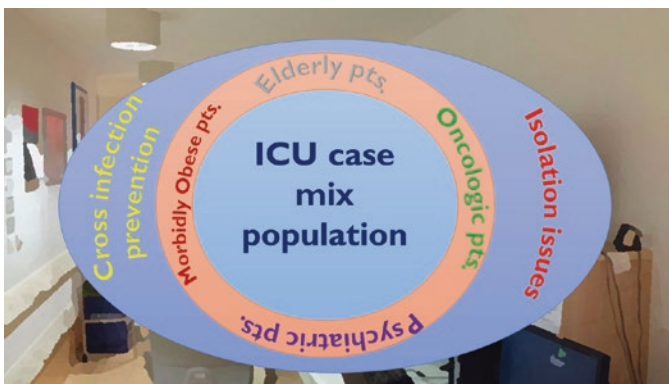 Elderly pts.
Oncologic pts.
Psychiatric pts.
Morbidly Obese pts.
ICU case
mix
population
Cross infection
prevention
Isolation issues